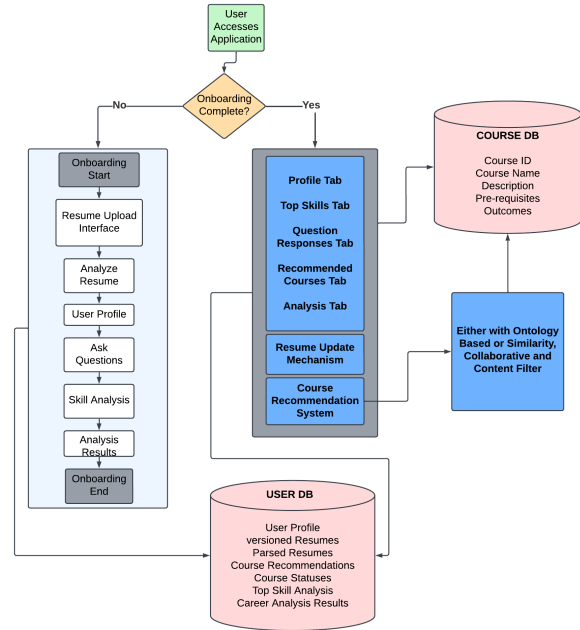 User
Accesses
Application
Onboarding
Complete?
No
Yes
Onboarding
Start
Resume Upload
Interface
Analyze
Resume
User Profile
Ask
Questions
Skill Analysis
Analysis
Results
Onboarding
End
Profile Tab
Top Skills Tab
Question
Responses Tab
Recommended
Courses Tab
Analysis Tab
Resume Update
Mechanism
Course
Recommendation
System
COURSE DB
Course ID
Course Name
Description
Pre-requisites
Outcomes
Either with Ontology
Based or Similarity,
Collaborative and
Content Filter
USER DB
User Profile
versioned Resumes
Parsed Resumes
Course Recommendations
Course Statuses
Top Skill Analysis
Career Analysis Results